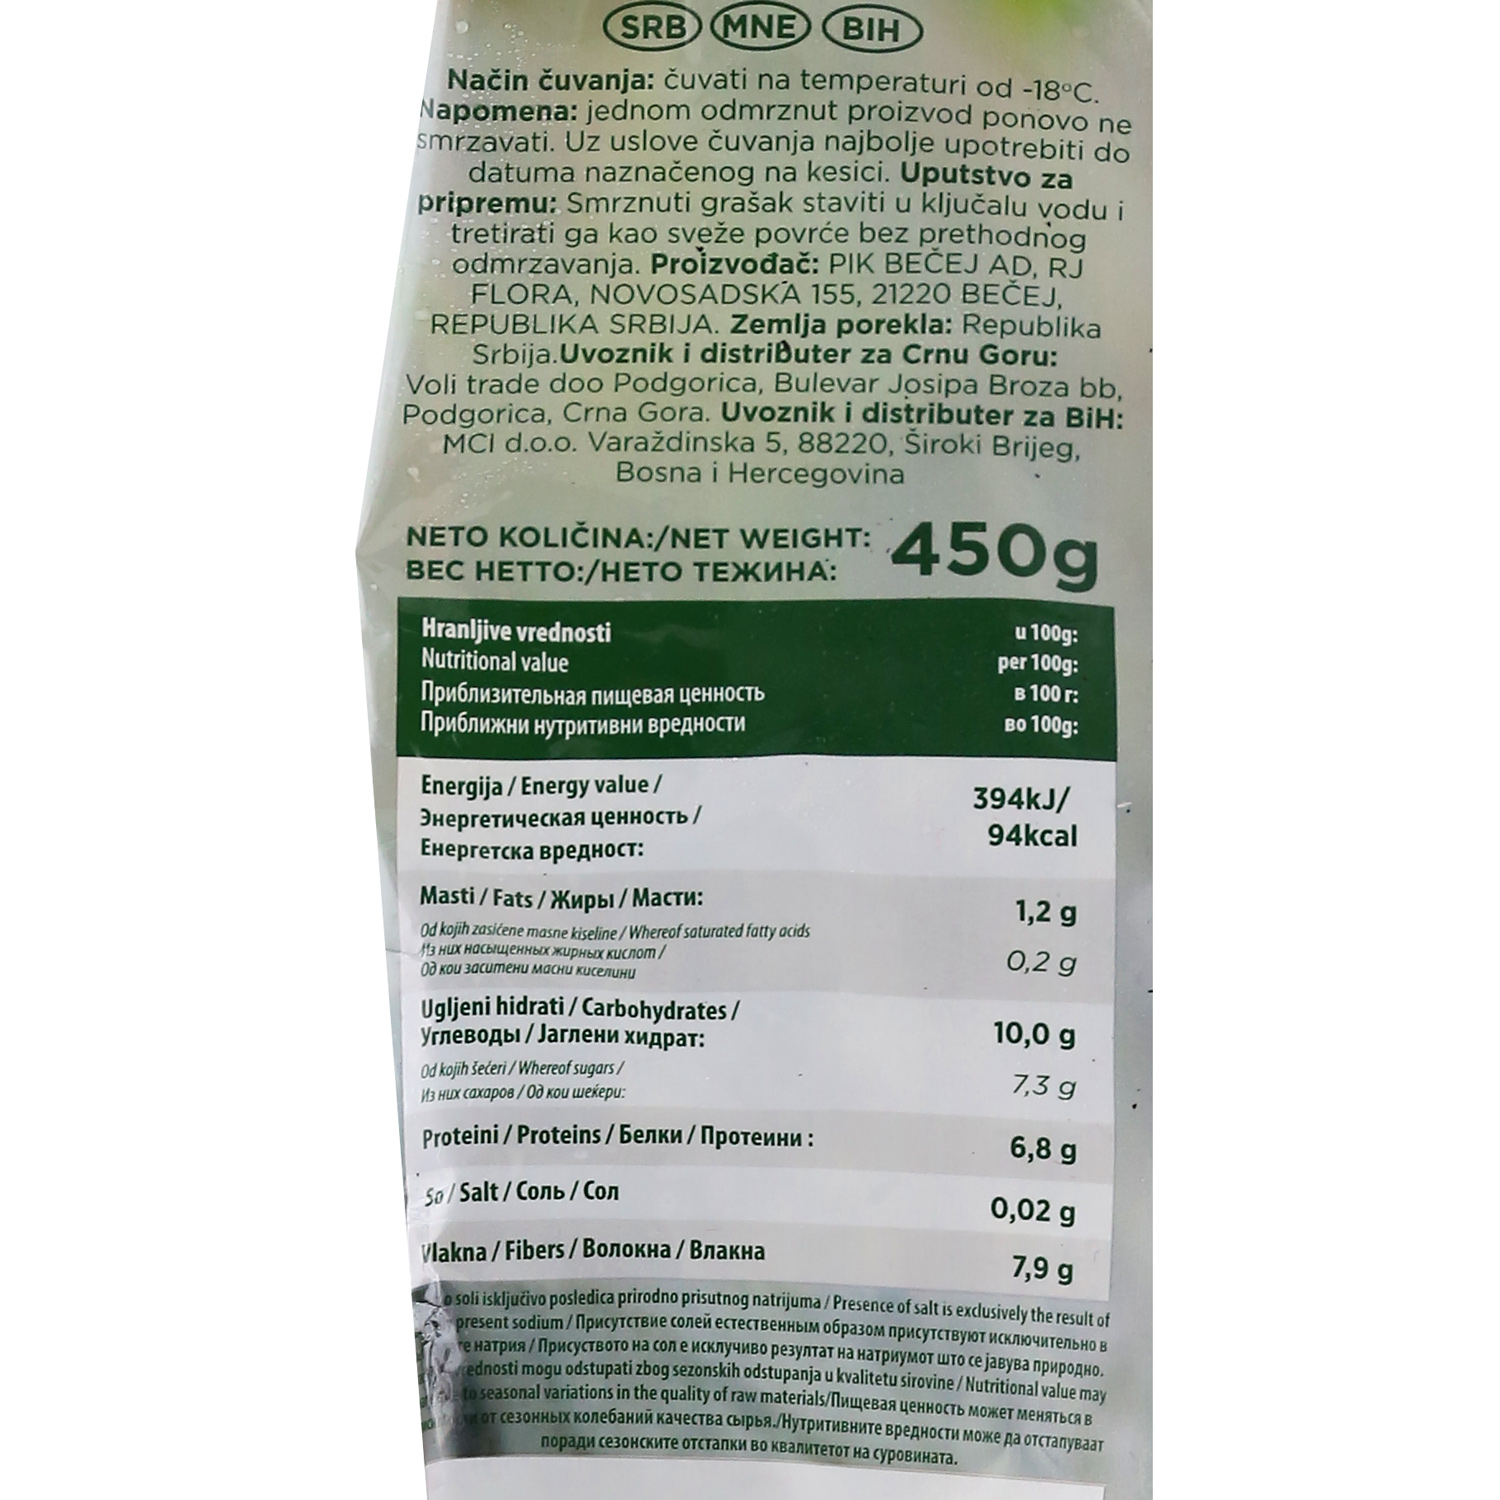 SRB MNE BIH
Način čuvanja: čuvati na temperaturi od -18°C.
Napomena: jednom odmrznut proizvod ponovo ne
smrzavati. Uz uslove čuvanja najbolje upotrebiti do
datuma naznačenog na kesici. Uputstvo za
pripremu: Smrznuti grašak staviti u ključalu vodu i
tretirati ga kao sveže povrće bez prethodnog
odmrzavanja. Proizvođač: PIK BEČEJ AD, RJ
FLORA, NOVOSADSKA 155, 21220 BEČEJ,
REPUBLIKA SRBIJA. Zemlja porekla: Republika
Srbija.Uvoznik i distributer za Crnu Goru:
Voli trade doo Podgorica, Bulevar Josipa Broza bb,
Podgorica, Crna Gora. Uvoznik i distributer za BiH:
MCI d.o.o. Varaždinska 5, 88220, Široki Brijeg,
Bosna i Hercegovina
NETO KOLIČINA:/NET WEIGHT: 450g
ВЕС НЕТТО:/НЕТО ТЕЖИНА:
Hranljive vrednosti u 100g:
Nutritional value per 100g:
Приблизительная пищевая ценность в 100 г:
Приближни нутритивни вредности во 100g:
Energija / Energy value / 394kJ/
Энергетическая ценность / 94kcal
Енергетска вредност:
Masti / Fats / Жиры / Масти: 1,2 g
Od kojih zasićene masne kiseline / Whereof saturated fatty acids
Из них насыщенных жирных кислот / 0,2 g
Од кои заситени масни киселини
Ugljeni hidrati / Carbohydrates /
Углеводы / Јаглени хидрат: 10,0 g
Od kojih šećeri / Whereof sugars / 7,3 g
Из них сахаров / Од кои шеќери:
Proteini / Proteins / Белки / Протеини : 6,8 g
So / Salt / Соль / Сол 0,02 g
Vlakna / Fibers / Волокна / Влакна 7,9 g
soli isključivo posledica prirodno prisutnog natrijuma / Presence of salt is exclusively the result of
present sodium / Присутствие солей естественным образом присутствуют исключительно в
натрия / Присуството на сол е исклучиво резултат на натриумот што се јавува природно.
mogu odstupati zbog sezonskih odstupanja u kvalitetu sirovine / Nutritional value may
to seasonal variations in the quality of raw materials/Пищевая ценность может меняться в
от сезонных колебаний качества сырья./Нутритивните вредности може да отстапуваат
поради сезонските отстапки во квалитетот на суровината.